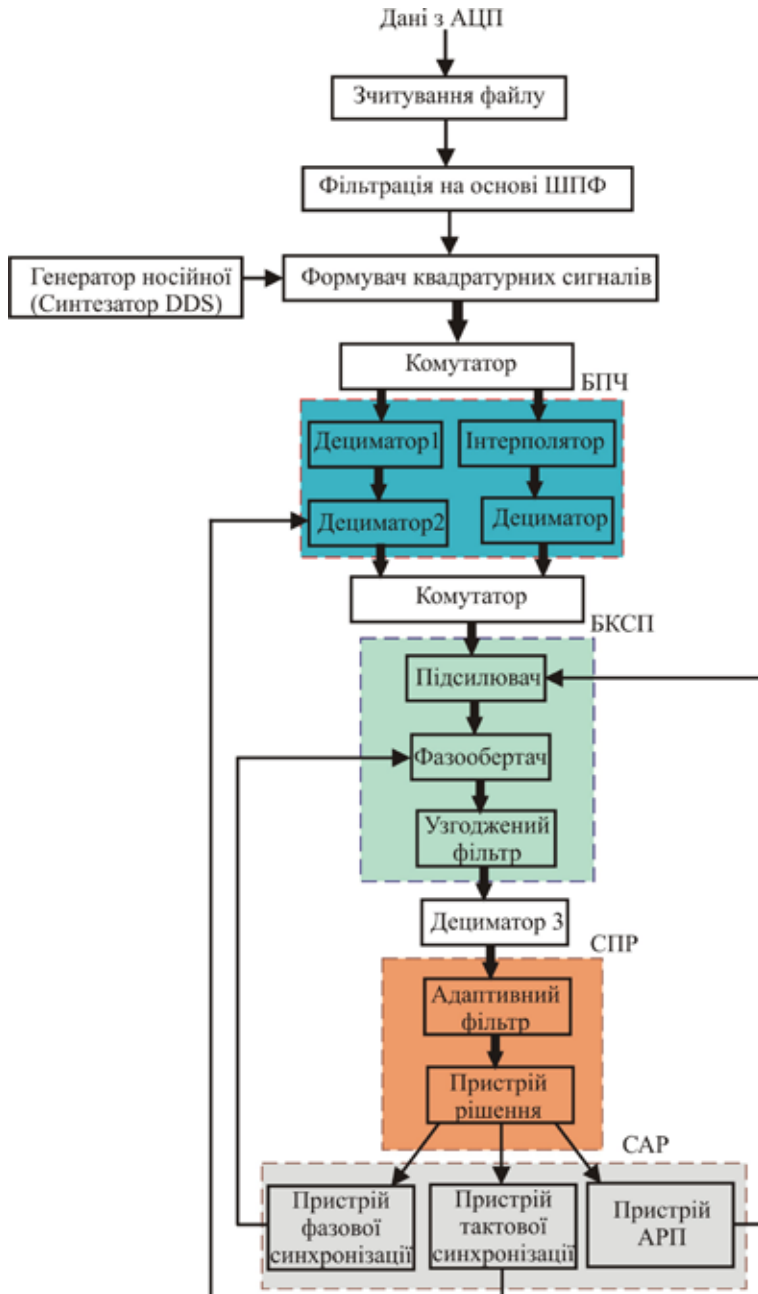 Дані з АЦП
Зчитування файлу
Фільтрація на основі ШПФ
Генератор носійної
(Синтезатор DDS)
Формувач квадратурних сигналів
Комутатор
БПЧ
Дециматор1
Інтерполятор
Дециматор2
Дециматор
Комутатор
БКСП
Підсилювач
Фазообертач
Узгоджений
фільтр
Дециматор 3
СПР
Адаптивний
фільтр
Пристрій
рішення
САР
Пристрій
фазової
синхронізації
Пристрій
тактової
синхронізації
Пристрій
АРП